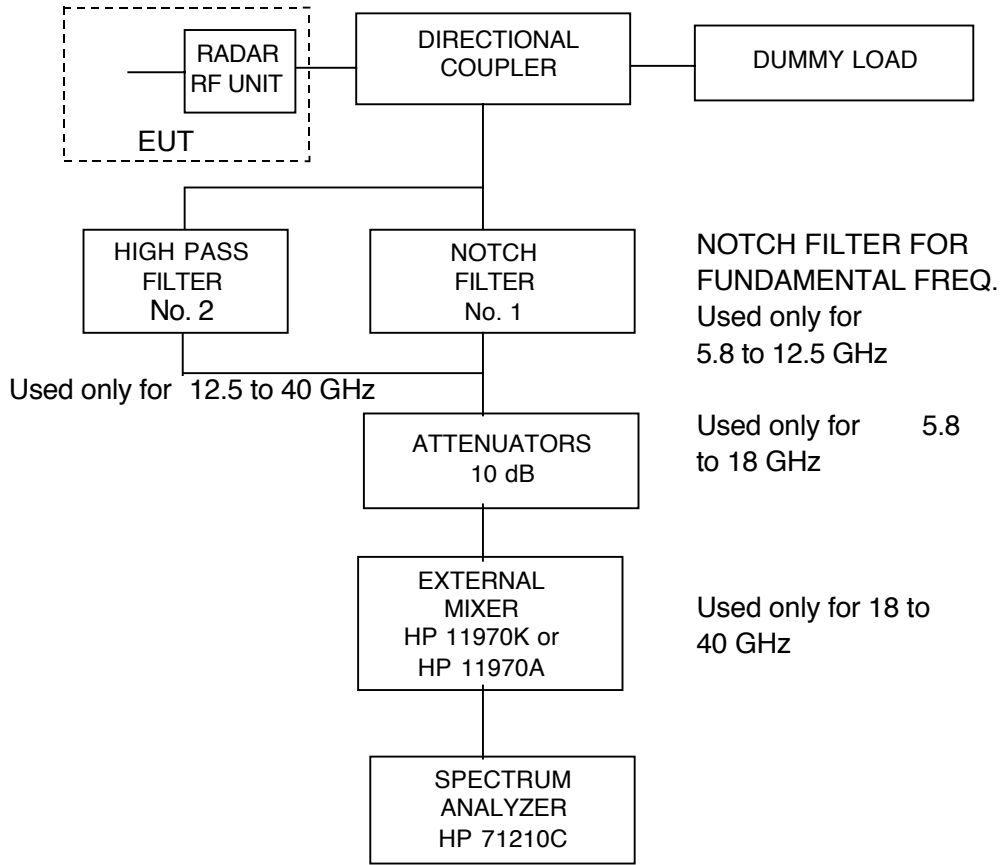 RADAR
RF UNIT
EUT
DIRECTIONAL
COUPLER
DUMMY LOAD
HIGH PASS
FILTER
No. 2
NOTCH
FILTER
No. 1
NOTCH FILTER FOR
FUNDAMENTAL FREQ.
Used only for
5.8 to 12.5 GHz
Used only for 12.5 to 40 GHz
ATTENUATORS
10 dB
Used only for 5.8
to 18 GHz
EXTERNAL
MIXER
HP 11970K or
HP 11970A
Used only for 18 to
40 GHz
SPECTRUM
ANALYZER
HP 71210C